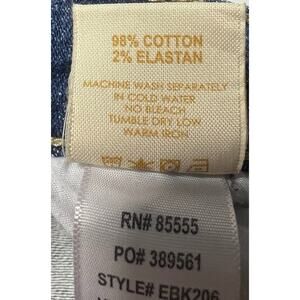 98% COTTON
2% ELASTAN
MACHINE WASH SEPARATELY
IN COLD WATER
NO BLEACH
TUMBLE DRY LOW
WARM IRON
RN# 85555
PO# 389561
STYLE# EBK206